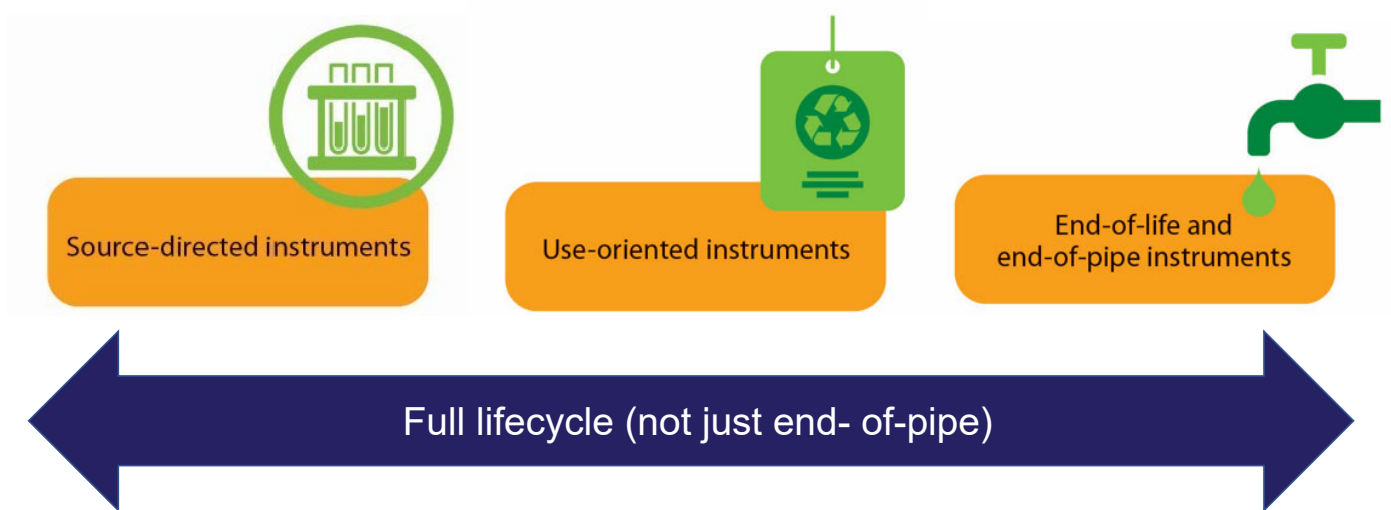 Source-directed instruments
Use-oriented instruments
End-of-life and
end-of-pipe instruments
Full lifecycle (not just end- of-pipe)